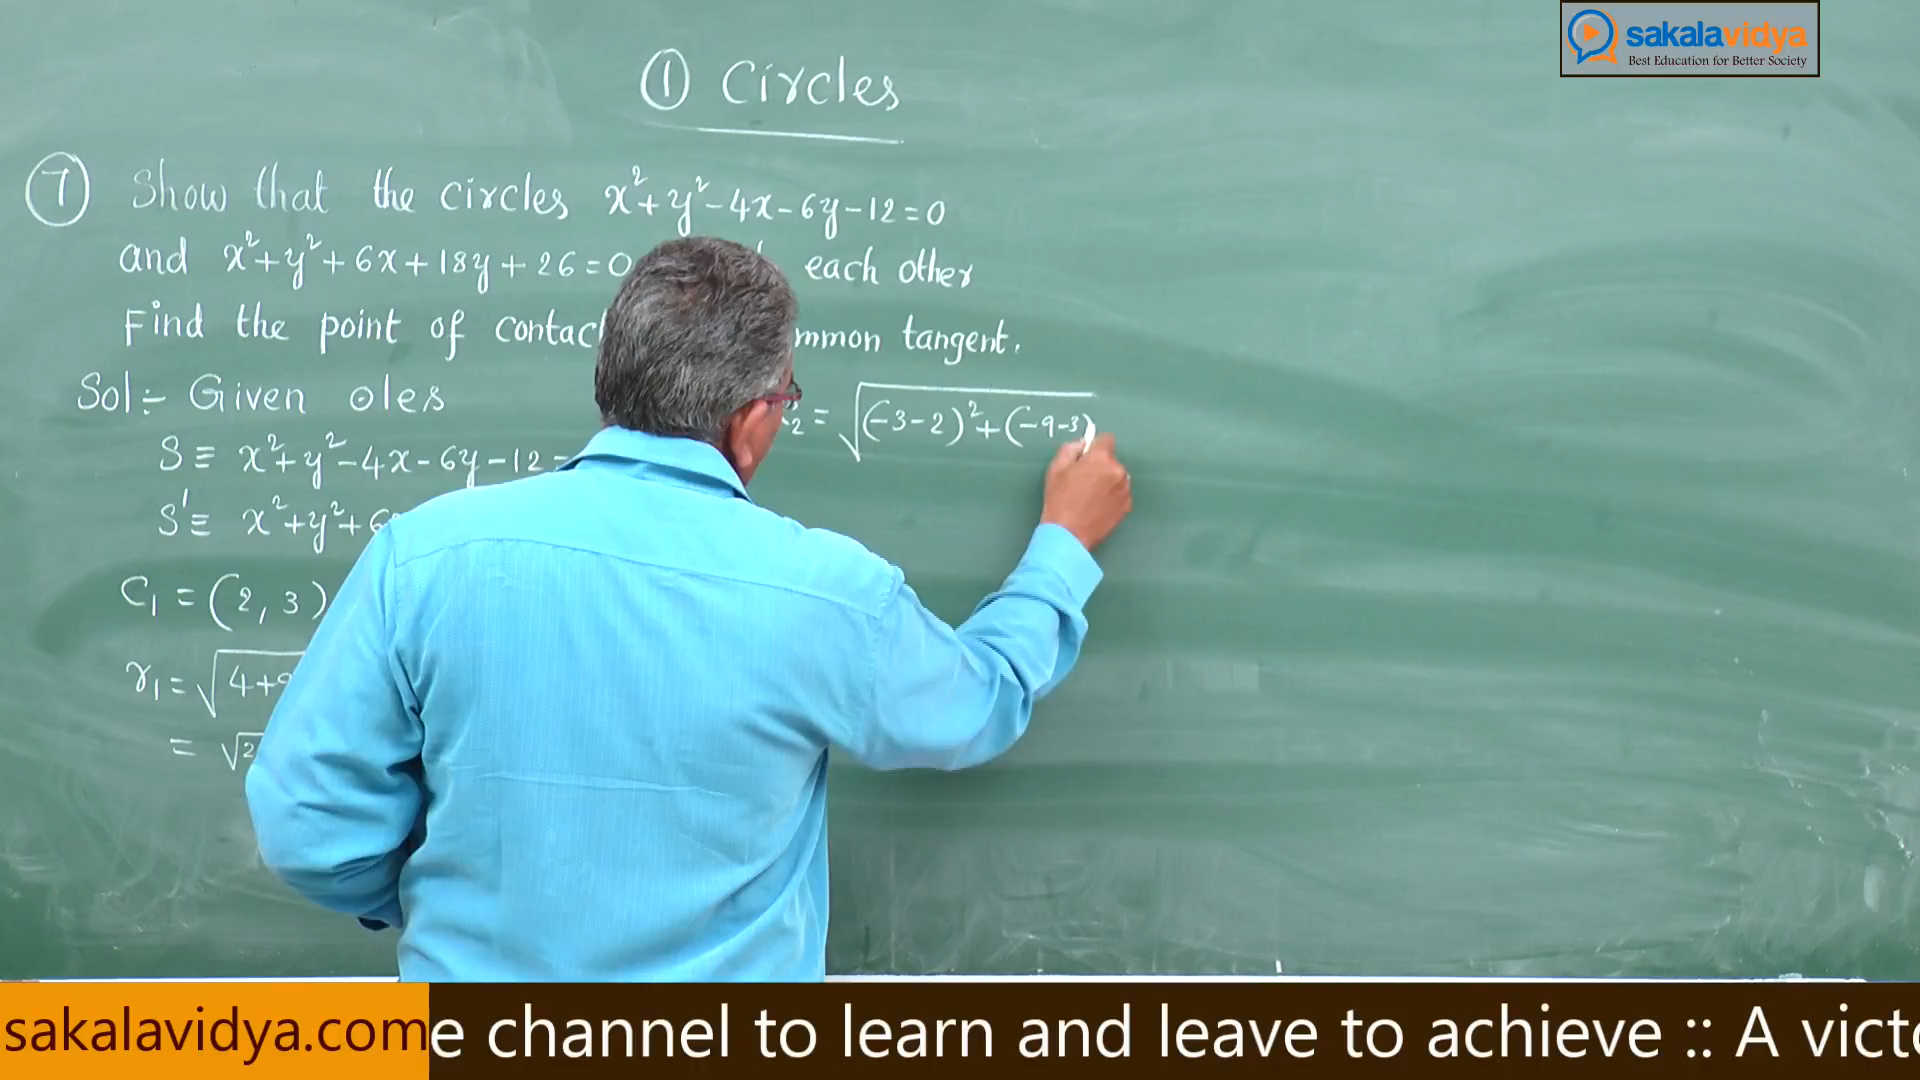 sakalavidya
Best Education for Better Society
① Circles
⑦ Show that the circles x²+y²-4x-6y-12=0
and x²+y²+6x+18y+26=0 each other
Find the point of contac mmon tangent.
Sol:- Given oles
S ≡ x²+y²-4x-6y-12=
S' ≡ x²+y²+6
C₁ = (2, 3)
r₁ = √4+9
= √2
₂ = √(-3-2)²+(-9-3)
sakalavidya.com e channel to learn and leave to achieve :: A victo